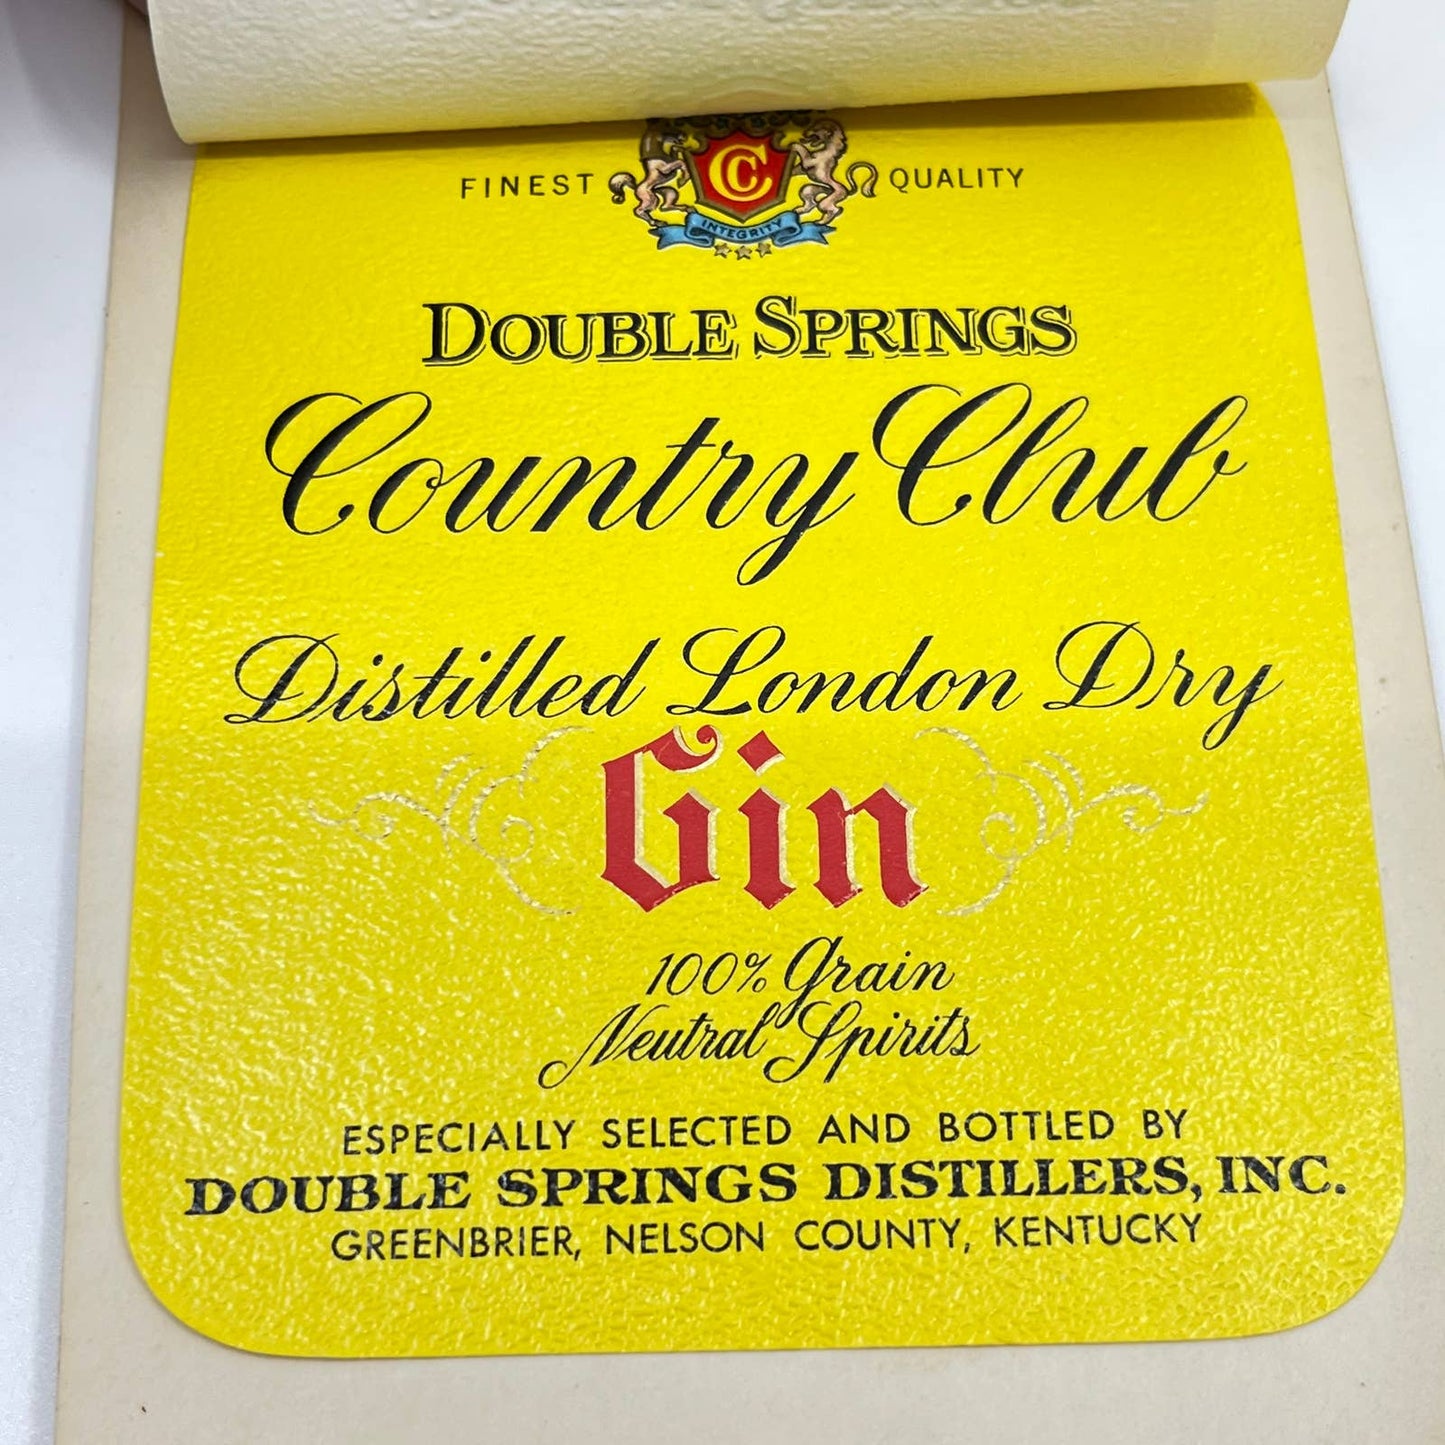 FINEST CC QUALITY
INTEGRITY
DOUBLE SPRINGS
Country Club
Distilled London Dry
Gin
100% Grain
Neutral Spirits
ESPECIALLY SELECTED AND BOTTLED BY
DOUBLE SPRINGS DISTILLERS, INC.
GREENBRIER, NELSON COUNTY, KENTUCKY